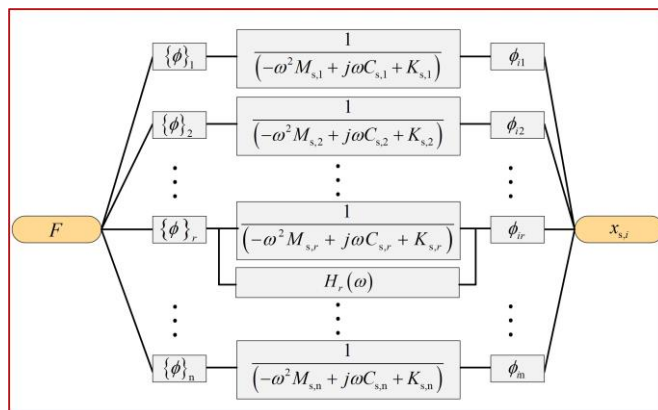 {ϕ}₁ 1/(−ω²M_{s,1} + jωC_{s,1} + K_{s,1}) ϕ_{i1}
{ϕ}₂ 1/(−ω²M_{s,2} + jωC_{s,2} + K_{s,2}) ϕ_{i2}
F {ϕ}_r 1/(−ω²M_{s,r} + jωC_{s,r} + K_{s,r}) ϕ_{ir} x_{s,i}
H_r(ω)
{ϕ}_n 1/(−ω²M_{s,n} + jωC_{s,n} + K_{s,n}) ϕ_{in}